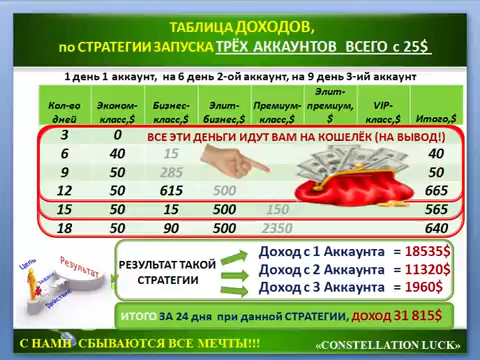 ТАБЛИЦА ДОХОДОВ,
по СТРАТЕГИИ ЗАПУСКА ТРЁХ АККАУНТОВ ВСЕГО с 25$
1 день 1 аккаунт, на 6 день 2-ой аккаунт, на 9 день 3-ий аккаунт
Кол-во дней Эконом-класс,$ Бизнес-класс,$ Элит-бизнес,$ Премиум-класс,$ Элит-премиум,$ VIP-класс,$ Итого,$
3 0 ВСЕ ЭТИ ДЕНЬГИ ИДУТ ВАМ НА КОШЕЛЁК (НА ВЫВОД!)
6 40 15 40
9 50 285 50
12 50 615 500 665
15 50 15 500 150 565
18 50 90 500 2350 640
Цель
Результат
Действие
РЕЗУЛЬТАТ ТАКОЙ СТРАТЕГИИ
Доход с 1 Аккаунта = 18535$
Доход с 2 Аккаунта = 11320$
Доход с 3 Аккаунта = 1960$
ИТОГО ЗА 24 дня при данной СТРАТЕГИИ, ДОХОД 31 815$
С НАМИ СБЫВАЮТСЯ ВСЕ МЕЧТЫ!!!
«CONSTELLATION LUCK»